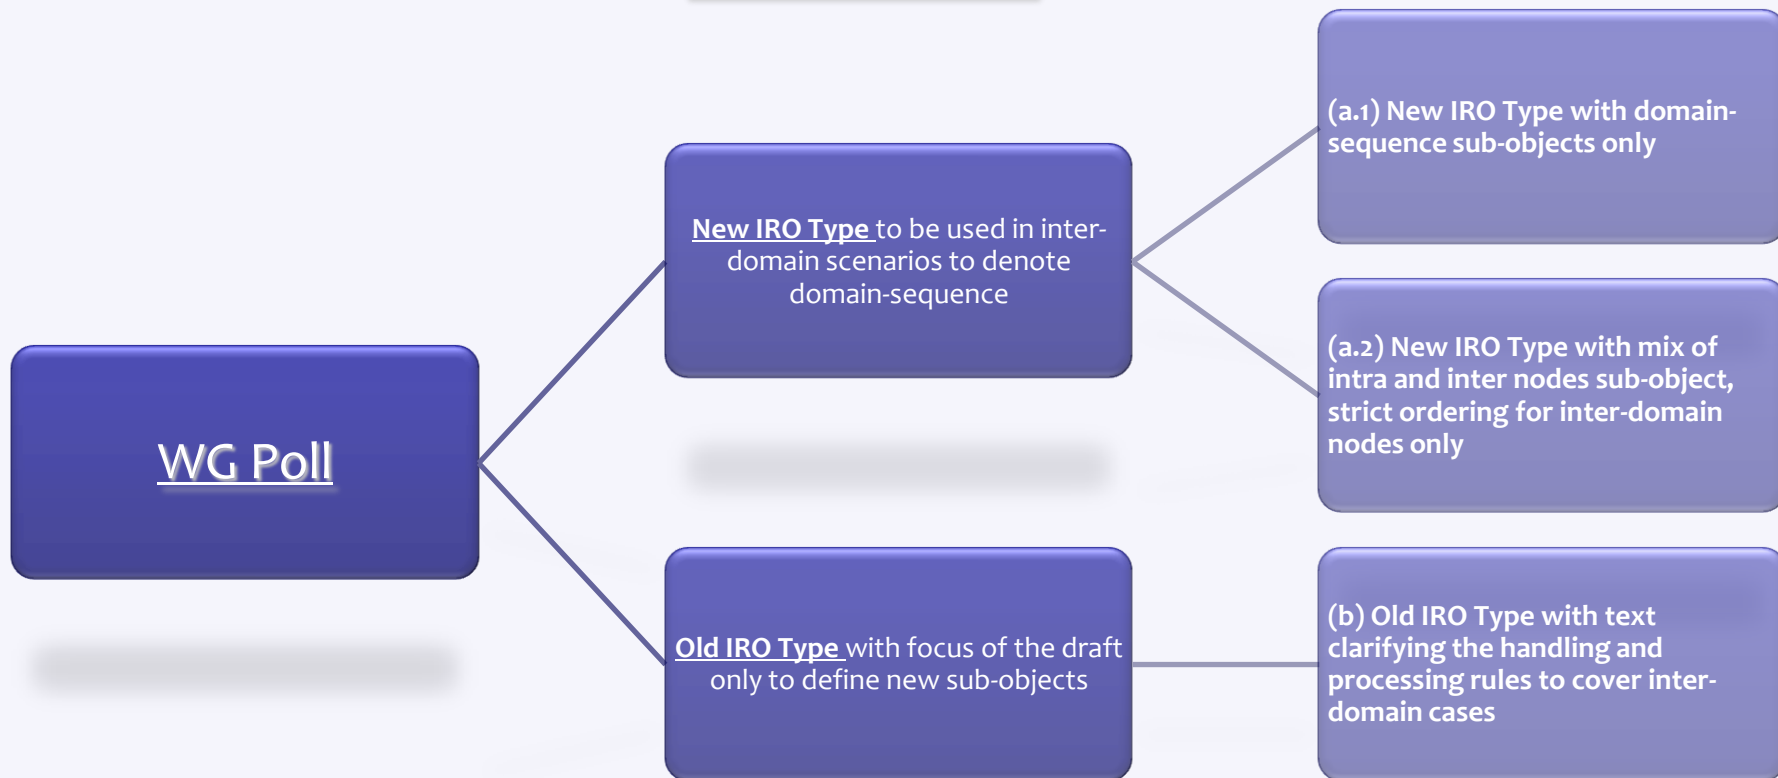 WG Poll
New IRO Type to be used in inter-
domain scenarios to denote
domain-sequence
Old IRO Type with focus of the draft
only to define new sub-objects
(a.1) New IRO Type with domain-
sequence sub-objects only
(a.2) New IRO Type with mix of
intra and inter nodes sub-object,
strict ordering for inter-domain
nodes only
(b) Old IRO Type with text
clarifying the handling and
processing rules to cover inter-
domain cases